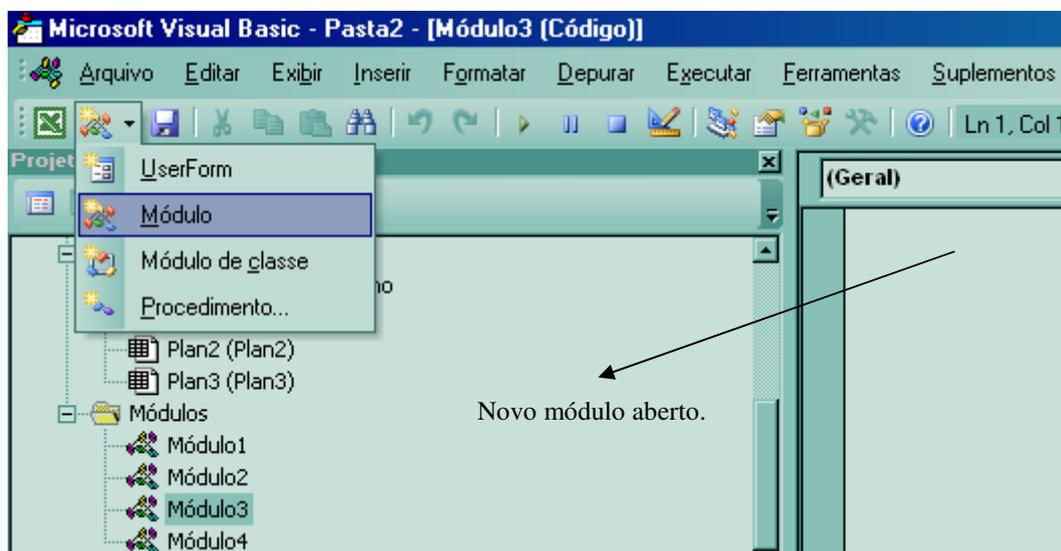 Microsoft Visual Basic - Pasta2 - [Módulo3 (Código)]
Arquivo Editar Exibir Inserir Formatar Depurar Executar Ferramentas Suplementos
Ln 1, Col 1
Projet
(Geral)
UserForm
Módulo
Módulo de classe
Procedimento...
no
Plan2 (Plan2)
Plan3 (Plan3)
Módulos
Novo módulo aberto.
Módulo1
Módulo2
Módulo3
Módulo4